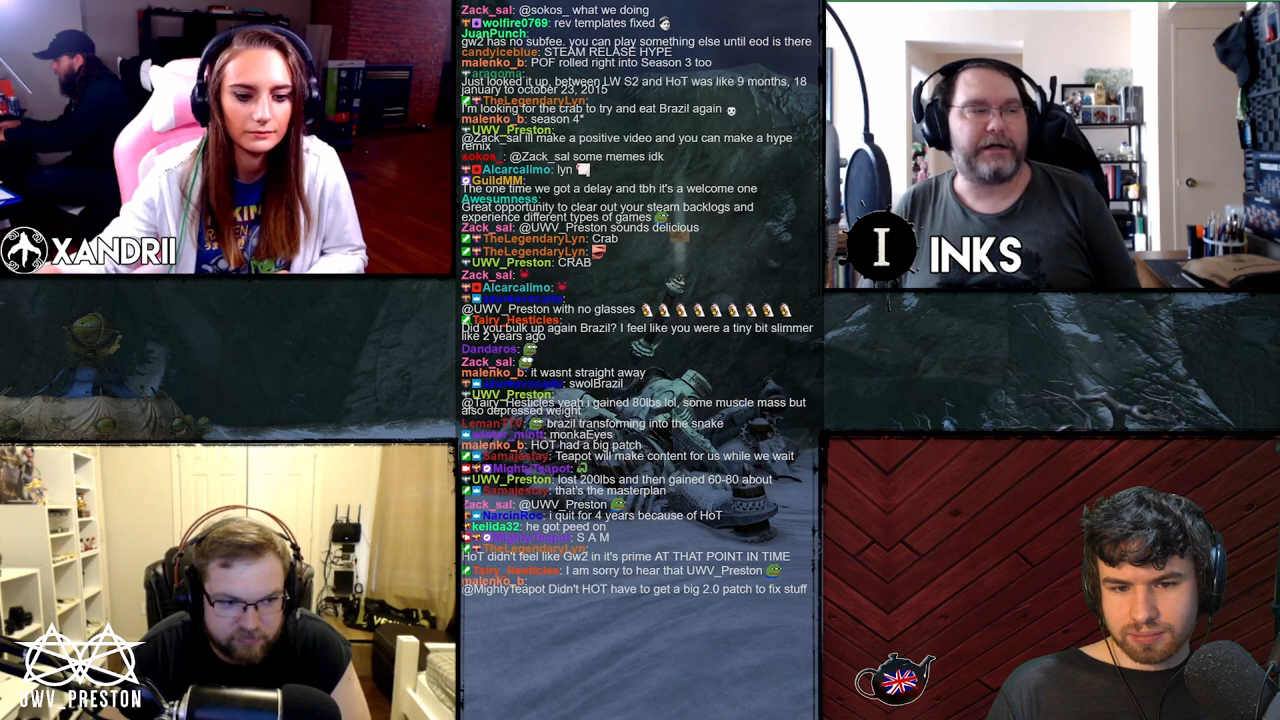 XANDRII
Zack_sal: @sokos_ what we doing
wolfire0769: rev templates fixed
JuanPunch:
gw2 has no subfee. you can play something else until eod is there
candyiceblue: STEAM RELASE HYPE
malenko_b: POF rolled right into Season 3 too
aragoma:
Just looked it up, between LW S2 and HoT was like 9 months, 18
january to october 23, 2015
TheLegendaryLyn:
I'm looking for the crab to try and eat Brazil again
malenko_b: season 4*
UWV_Preston:
@Zack_sal ill make a positive video and you can make a hype
remix
sokos_: @Zack_sal some memes idk
Alcarcalimo: lyn
GuildMM:
The one time we got a delay and tbh it's a welcome one
Awesumness:
Great opportunity to clear out your steam backlogs and
experience different types of games
Zack_sal: @UWV_Preston sounds delicious
TheLegendaryLyn: Crab
TheLegendaryLyn:
UWV_Preston: CRAB
Zack_sal:
Alcarcalimo:
@UWV_Preston with no glasses
Tairy_Hesticles:
Did you bulk up again Brazil? I feel like you were a tiny bit slimmer
like 2 years ago
Dandaros:
Zack_sal:
malenko_b: it wasnt straight away
: swolBrazil
UWV_Preston:
@Tairy_Hesticles yeah i gained 80lbs lol, some muscle mass but
also depressed weight
LemanTTV: brazil transforming into the snake
monkaEyes
malenko_b: HOT had a big patch
Samajestay: Teapot will make content for us while we wait
MightyTeapot:
UWV_Preston: lost 200lbs and then gained 60-80 about
Samajestay: that's the masterplan
Zack_sal: @UWV_Preston
NarcinRoc: i quit for 4 years because of HoT
kelida32: he got peed on
MightyTeapot: S A M
TheLegendaryLyn:
HoT didn't feel like Gw2 in it's prime AT THAT POINT IN TIME
Tairy_Hesticles: I am sorry to hear that UWV_Preston
malenko_b:
@MightyTeapot Didn't HOT have to get a big 2.0 patch to fix stuff
I INKS
UWV_PRESTON